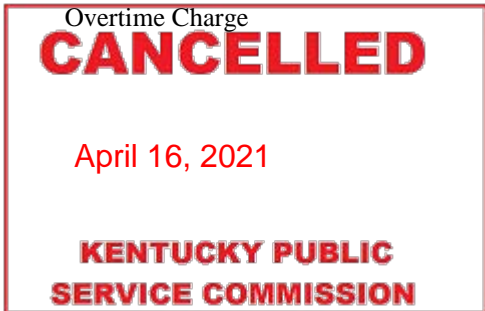 Overtime Charge
CANCELLED
April 16, 2021
KENTUCKY PUBLIC
SERVICE COMMISSION